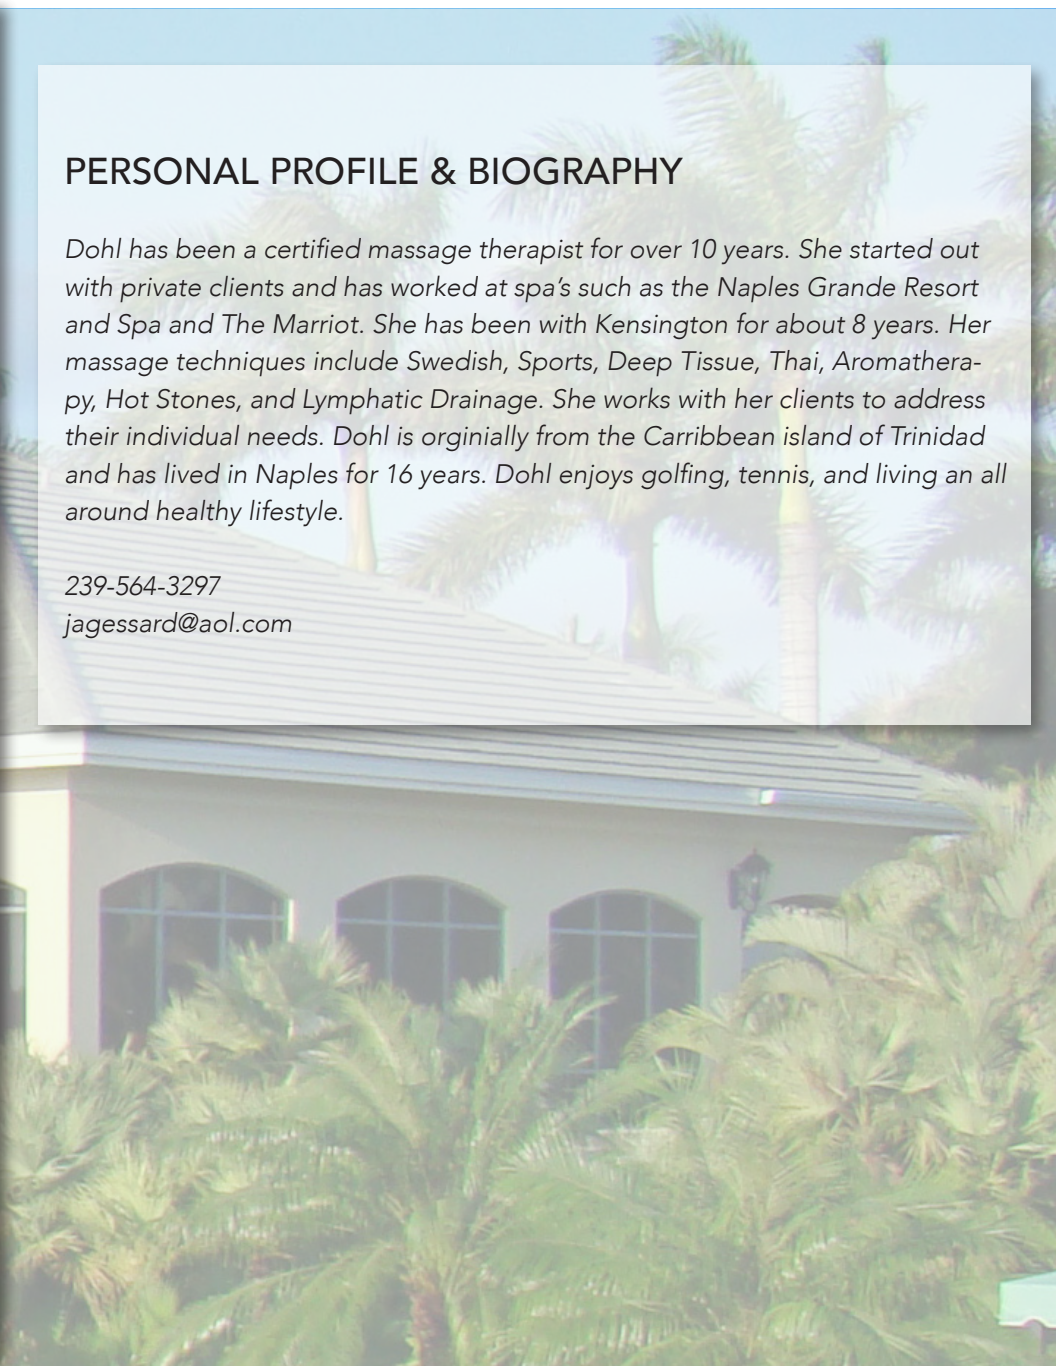 PERSONAL PROFILE & BIOGRAPHY
Dohl has been a certified massage therapist for over 10 years. She started out
with private clients and has worked at spa's such as the Naples Grande Resort
and Spa and The Marriot. She has been with Kensington for about 8 years. Her
massage techniques include Swedish, Sports, Deep Tissue, Thai, Aromathera-
py, Hot Stones, and Lymphatic Drainage. She works with her clients to address
their individual needs. Dohl is orginially from the Carribbean island of Trinidad
and has lived in Naples for 16 years. Dohl enjoys golfing, tennis, and living an all
around healthy lifestyle.
239-564-3297
jagessard@aol.com